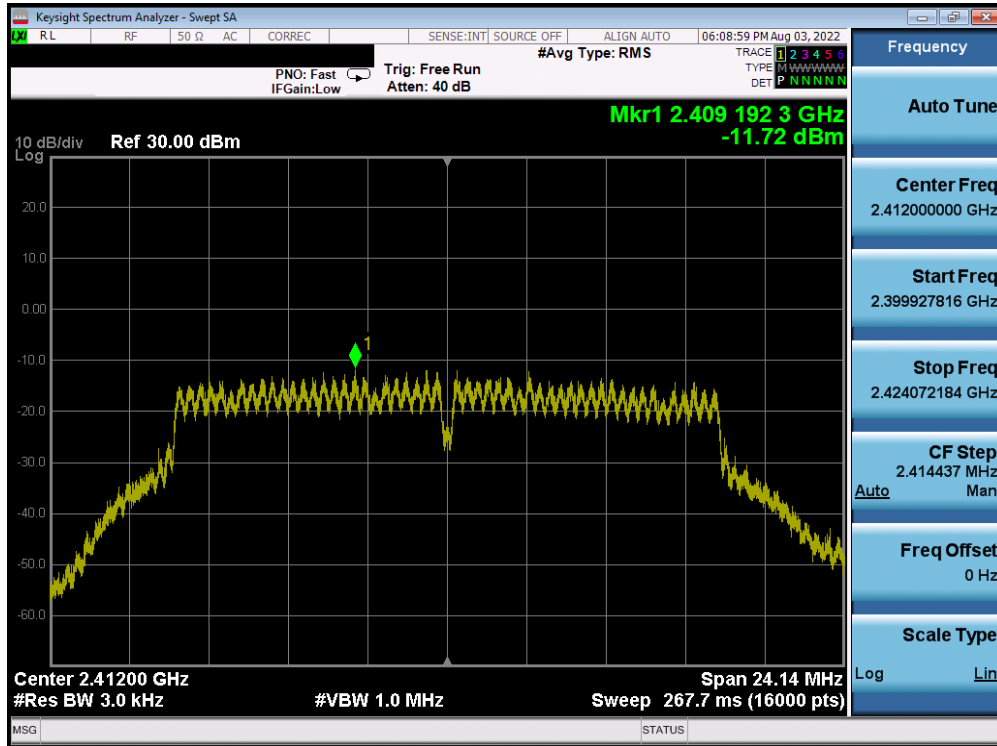 Keysight Spectrum Analyzer - Swept SA
LXI RL RF 50 Ω AC CORREC SENSE:INT SOURCE OFF ALIGN AUTO 06:08:59 PM Aug 03, 2022
#Avg Type: RMS
TRACE 1 2 3 4 5 6
PNO: Fast Trig: Free Run TYPE M WWWWW
IFGain:Low Atten: 40 dB DET P N N N N N
Mkr1 2.409 192 3 GHz
10 dB/div Ref 30.00 dBm -11.72 dBm
Log
20.0
10.0
0.00
1
-10.0
-20.0
-30.0
-40.0
-50.0
-60.0
Center 2.41200 GHz Span 24.14 MHz
#Res BW 3.0 kHz #VBW 1.0 MHz Sweep 267.7 ms (16000 pts)
MSG STATUS
Frequency
Auto Tune
Center Freq
2.412000000 GHz
Start Freq
2.399927816 GHz
Stop Freq
2.424072184 GHz
CF Step
2.414437 MHz
Auto Man
Freq Offset
0 Hz
Scale Type
Log Lin